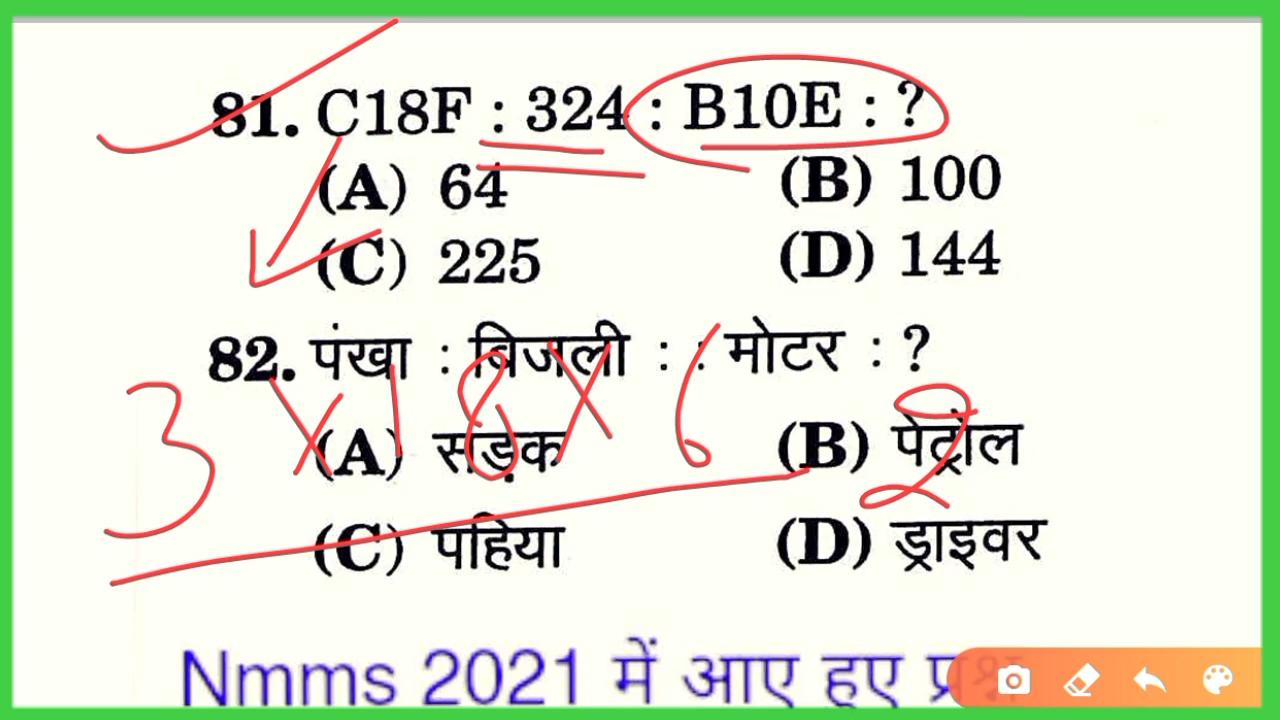 81. C18F : 324 : B10E : ?
(A) 64 (B) 100
(C) 225 (D) 144
82. पंखा : बिजली : : मोटर : ?
3 x 18 x 6 2
(A) सड़क (B) पेट्रोल
(C) पहिया (D) ड्राइवर
Nmms 2021 में आए हुए प्रश्न